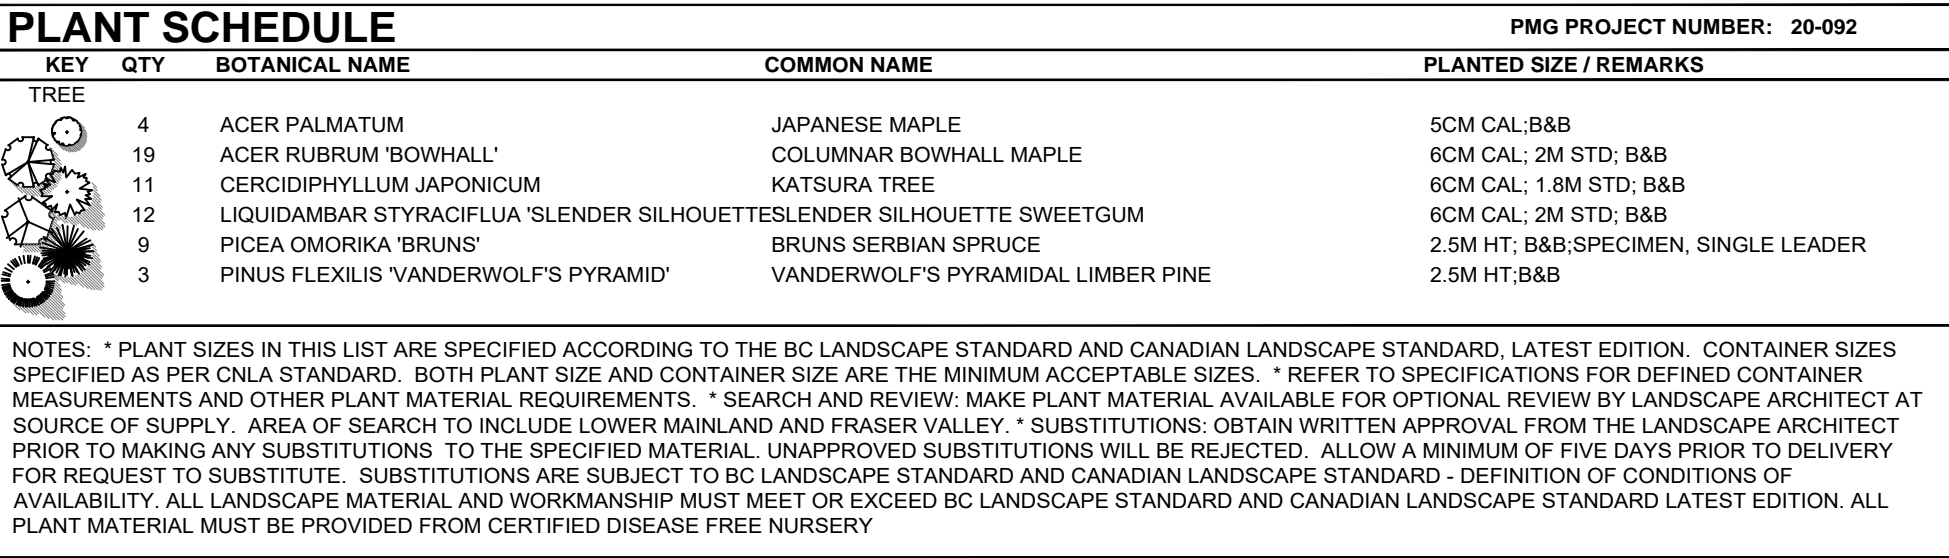 PLANT SCHEDULE PMG PROJECT NUMBER: 20-092
KEY QTY BOTANICAL NAME COMMON NAME PLANTED SIZE / REMARKS
TREE
4 ACER PALMATUM JAPANESE MAPLE 5CM CAL;B&B
19 ACER RUBRUM 'BOWHALL' COLUMNAR BOWHALL MAPLE 6CM CAL; 2M STD; B&B
11 CERCIDIPHYLLUM JAPONICUM KATSURA TREE 6CM CAL; 1.8M STD; B&B
12 LIQUIDAMBAR STYRACIFLUA 'SLENDER SILHOUETTE SLENDER SILHOUETTE SWEETGUM 6CM CAL; 2M STD; B&B
9 PICEA OMORIKA 'BRUNS' BRUNS SERBIAN SPRUCE 2.5M HT; B&B;SPECIMEN, SINGLE LEADER
3 PINUS FLEXILIS 'VANDERWOLF'S PYRAMID' VANDERWOLF'S PYRAMIDAL LIMBER PINE 2.5M HT;B&B
NOTES: * PLANT SIZES IN THIS LIST ARE SPECIFIED ACCORDING TO THE BC LANDSCAPE STANDARD AND CANADIAN LANDSCAPE STANDARD, LATEST EDITION. CONTAINER SIZES
SPECIFIED AS PER CNLA STANDARD. BOTH PLANT SIZE AND CONTAINER SIZE ARE THE MINIMUM ACCEPTABLE SIZES. * REFER TO SPECIFICATIONS FOR DEFINED CONTAINER
MEASUREMENTS AND OTHER PLANT MATERIAL REQUIREMENTS. * SEARCH AND REVIEW: MAKE PLANT MATERIAL AVAILABLE FOR OPTIONAL REVIEW BY LANDSCAPE ARCHITECT AT
SOURCE OF SUPPLY. AREA OF SEARCH TO INCLUDE LOWER MAINLAND AND FRASER VALLEY. * SUBSTITUTIONS: OBTAIN WRITTEN APPROVAL FROM THE LANDSCAPE ARCHITECT
PRIOR TO MAKING ANY SUBSTITUTIONS TO THE SPECIFIED MATERIAL. UNAPPROVED SUBSTITUTIONS WILL BE REJECTED. ALLOW A MINIMUM OF FIVE DAYS PRIOR TO DELIVERY
FOR REQUEST TO SUBSTITUTE. SUBSTITUTIONS ARE SUBJECT TO BC LANDSCAPE STANDARD AND CANADIAN LANDSCAPE STANDARD - DEFINITION OF CONDITIONS OF
AVAILABILITY. ALL LANDSCAPE MATERIAL AND WORKMANSHIP MUST MEET OR EXCEED BC LANDSCAPE STANDARD AND CANADIAN LANDSCAPE STANDARD LATEST EDITION. ALL
PLANT MATERIAL MUST BE PROVIDED FROM CERTIFIED DISEASE FREE NURSERY